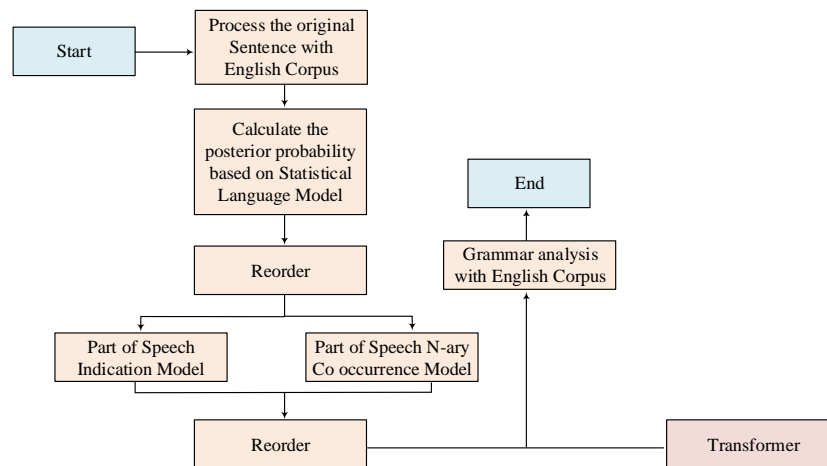 Start
Process the original
Sentence with
English Corpus
Calculate the
posterior probability
based on Statistical
Language Model
Reorder
Part of Speech
Indication Model
Part of Speech N-ary
Co occurrence Model
Reorder
Transformer
Grammar analysis
with English Corpus
End